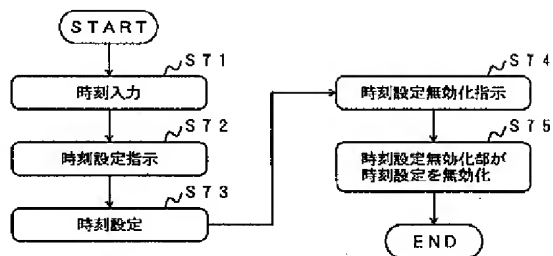 START
S71
時刻入力
S72
時刻設定指示
S73
時刻設定
S74
時刻設定無効化指示
S75
時刻設定無効化部が
時刻設定を無効化
END